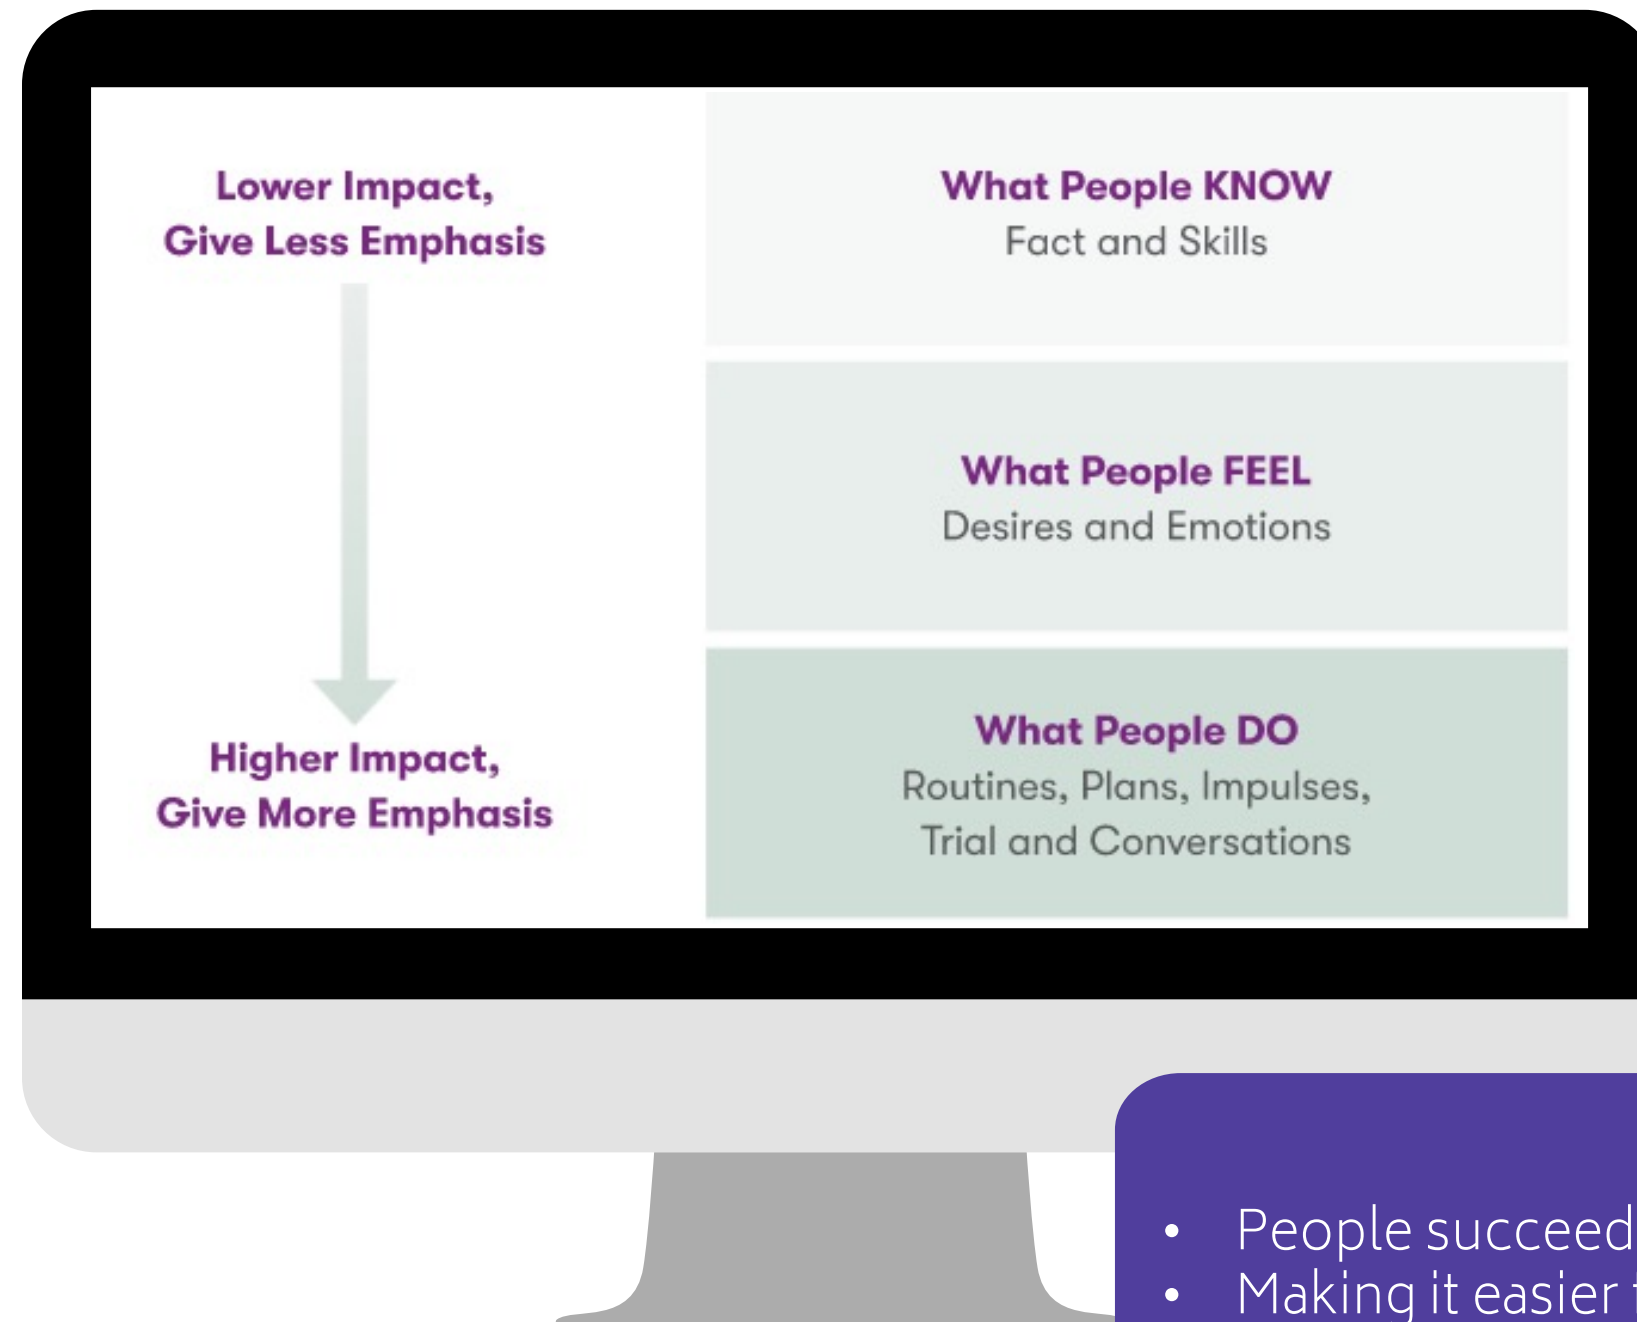 Lower Impact,
Give Less Emphasis
Higher Impact,
Give More Emphasis
What People KNOW
Fact and Skills
What People FEEL
Desires and Emotions
What People DO
Routines, Plans, Impulses,
Trial and Conversations
• People succeed
• Making it easier